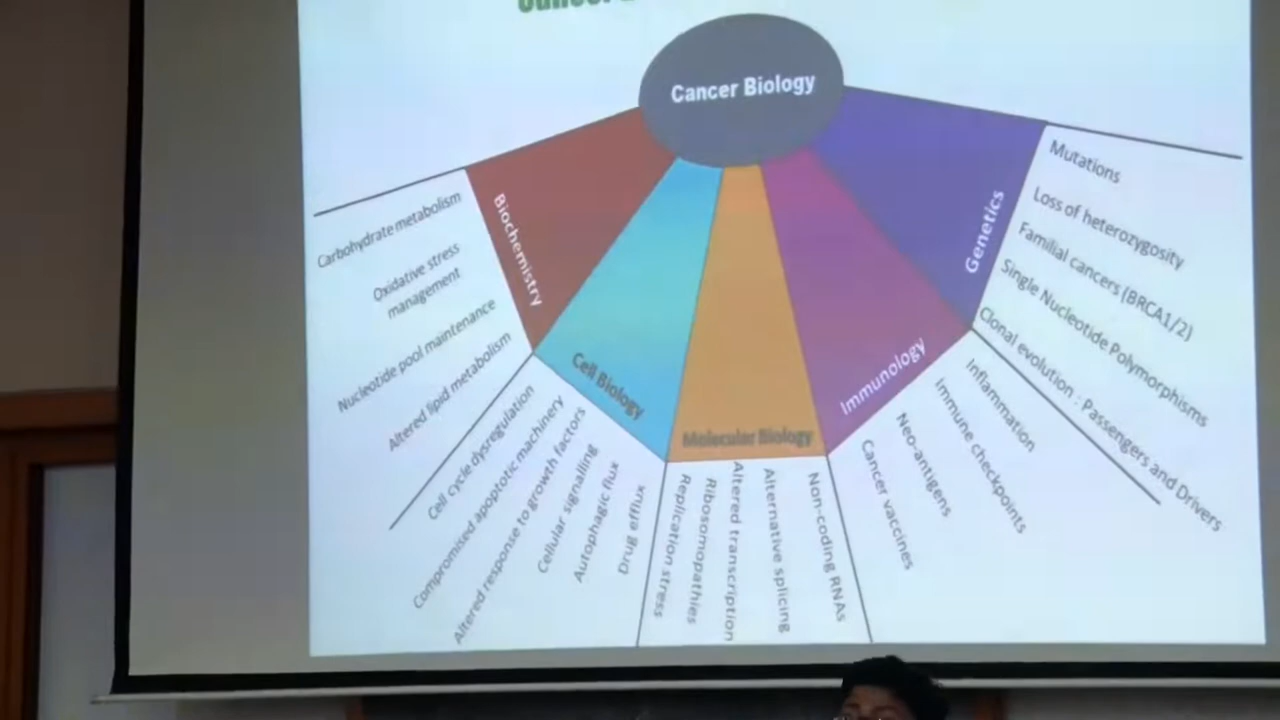 Cancer Biology
Biochemistry
Carbohydrate metabolism
Oxidative stress
management
Nucleotide pool maintenance
Altered lipid metabolism
Cell Biology
Cell cycle dysregulation
Compromised apoptotic machinery
Altered response to growth factors
Cellular signalling
Autophagic flux
Drug efflux
Molecular Biology
Replication stress
Ribosomopathies
Altered transcription
Alternative splicing
Non-coding RNAs
Immunology
Cancer vaccines
Neo-antigens
Immune checkpoints
Inflammation
Genetics
Mutations
Loss of heterozygosity
Familial cancers (BRCA1/2)
Single Nucleotide Polymorphisms
Clonal evolution : Passengers and Drivers